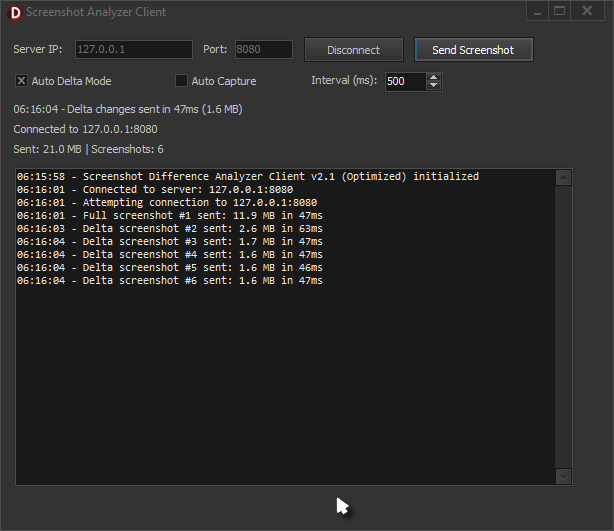 D Screenshot Analyzer Client
Server IP: 127.0.0.1 Port: 8080 Disconnect Send Screenshot
Auto Delta Mode Auto Capture Interval (ms): 500
06:16:04 - Delta changes sent in 47ms (1.6 MB)
Connected to 127.0.0.1:8080
Sent: 21.0 MB | Screenshots: 6
06:15:58 - Screenshot Difference Analyzer Client v2.1 (Optimized) initialized
06:16:01 - Connected to server: 127.0.0.1:8080
06:16:01 - Attempting connection to 127.0.0.1:8080
06:16:01 - Full screenshot #1 sent: 11.9 MB in 47ms
06:16:03 - Delta screenshot #2 sent: 2.6 MB in 63ms
06:16:04 - Delta screenshot #3 sent: 1.7 MB in 47ms
06:16:04 - Delta screenshot #4 sent: 1.6 MB in 47ms
06:16:04 - Delta screenshot #5 sent: 1.6 MB in 46ms
06:16:04 - Delta screenshot #6 sent: 1.6 MB in 47ms